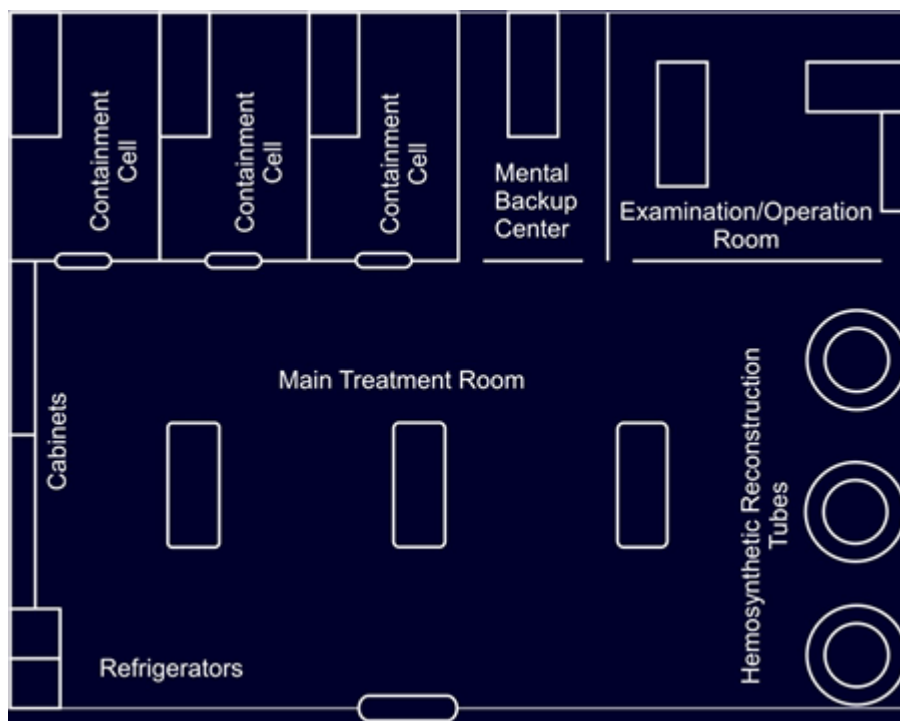 Containment
Cell
Containment
Cell
Containment
Cell
Mental
Backup
Center
Examination/Operation
Room
Main Treatment Room
Cabinets
Hemosynthetic Reconstruction
Tubes
Refrigerators